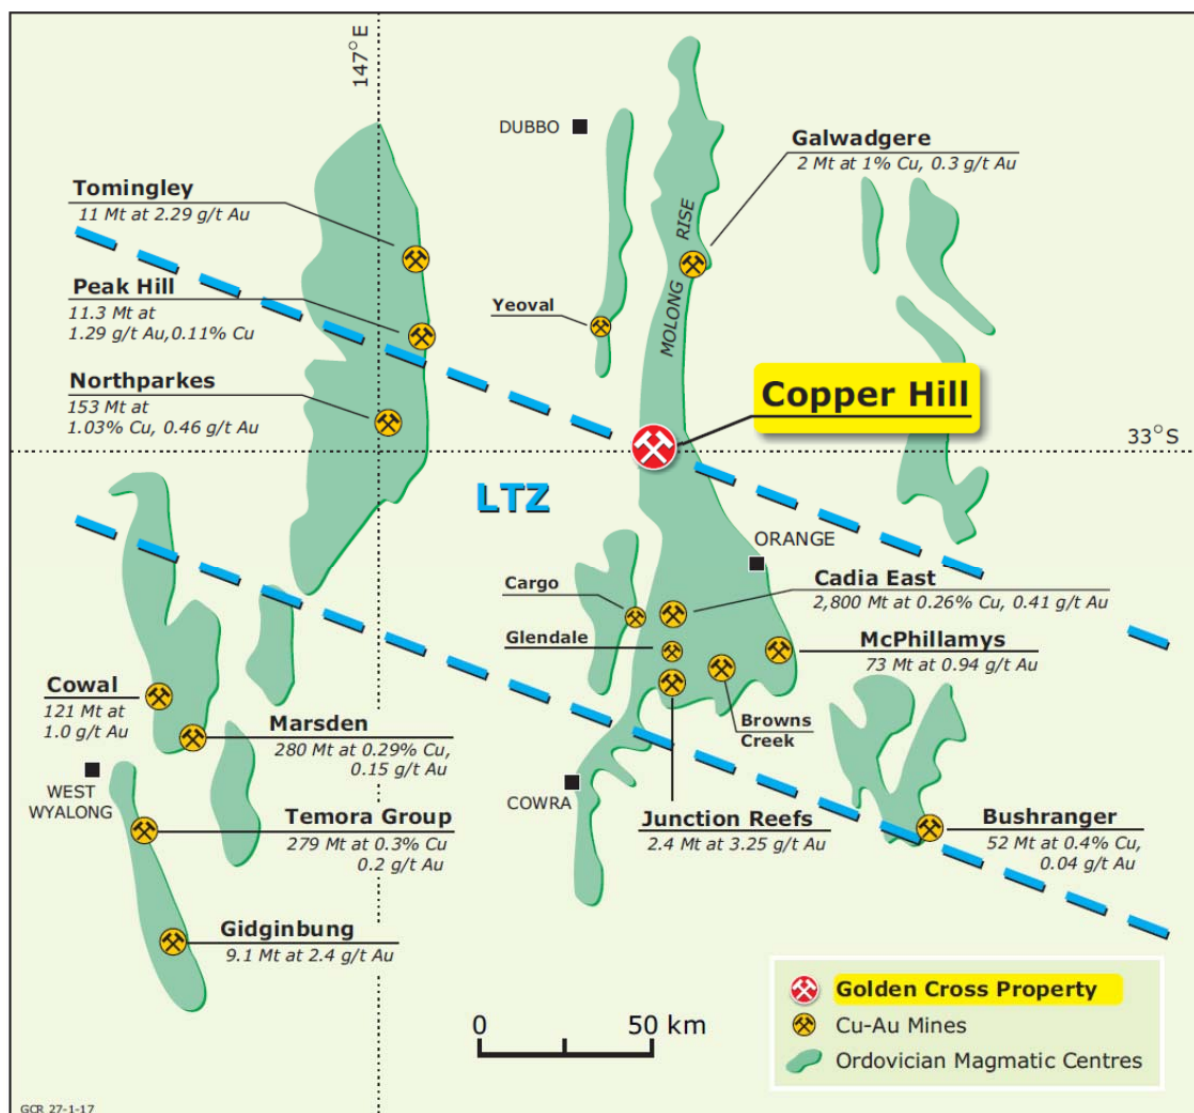 147°E
DUBBO
Galwadgere
2 Mt at 1% Cu, 0.3 g/t Au
Tomingley
11 Mt at 2.29 g/t Au
MOLONG RISE
Peak Hill
11.3 Mt at
1.29 g/t Au,0.11% Cu
Yeoval
Northparkes
153 Mt at
1.03% Cu, 0.46 g/t Au
Copper Hill
33°S
LTZ
ORANGE
Cargo
Cadia East
2,800 Mt at 0.26% Cu, 0.41 g/t Au
Glendale
McPhillamys
73 Mt at 0.94 g/t Au
Cowal
121 Mt at
1.0 g/t Au
Marsden
280 Mt at 0.29% Cu,
0.15 g/t Au
Browns
Creek
WEST
WYALONG
COWRA
Temora Group
279 Mt at 0.3% Cu
0.2 g/t Au
Junction Reefs
2.4 Mt at 3.25 g/t Au
Bushranger
52 Mt at 0.4% Cu,
0.04 g/t Au
Gidginbung
9.1 Mt at 2.4 g/t Au
0 50 km
Golden Cross Property
Cu-Au Mines
Ordovician Magmatic Centres
GCR 27-1-17